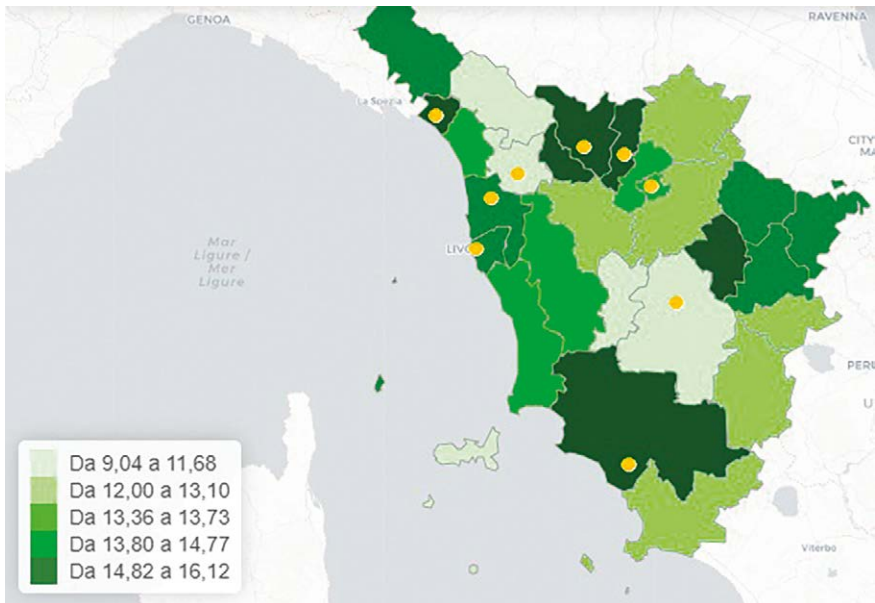 GENOA
RAVENNA
La Spezia
CITY
MA
Mar
Ligure /
Mer
Ligure
LIVO
PERU
U
Viterbo
Da 9,04 a 11,68
Da 12,00 a 13,10
Da 13,36 a 13,73
Da 13,80 a 14,77
Da 14,82 a 16,12